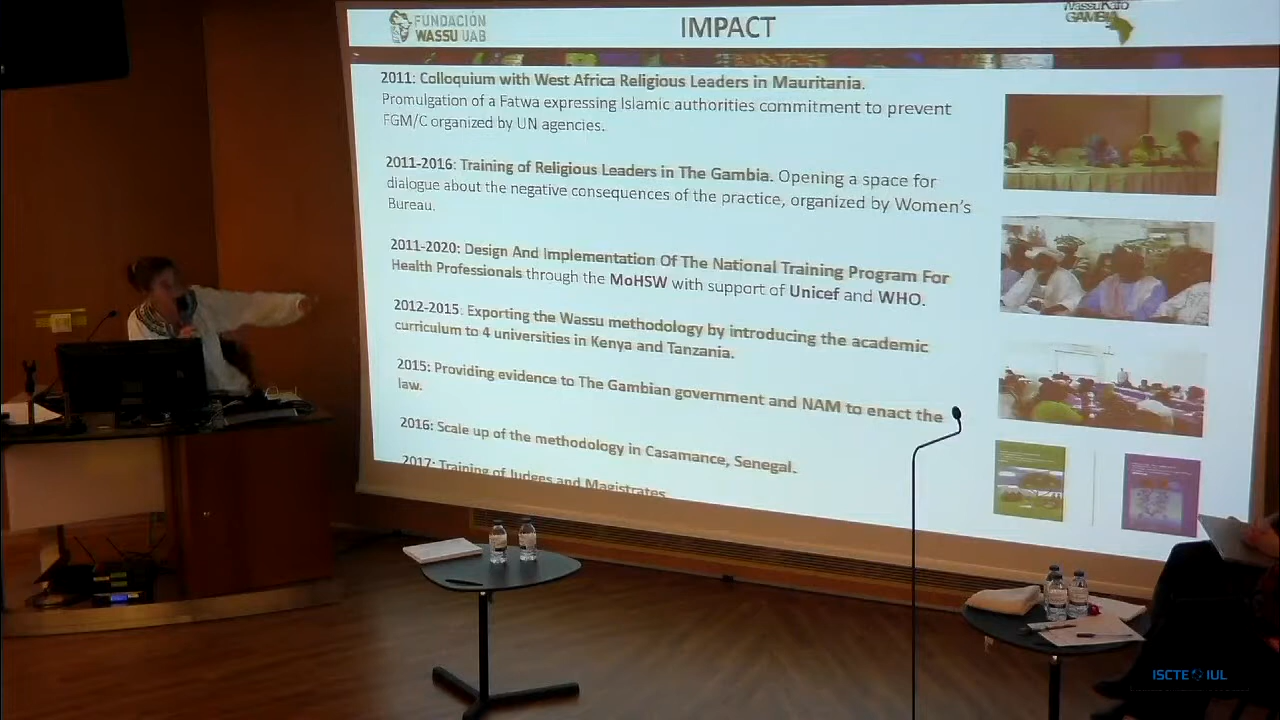 FUNDACIÓN
WASSU UAB
IMPACT
Wassu Kafo
GAMBIA
2011: Colloquium with West Africa Religious Leaders in Mauritania.
Promulgation of a Fatwa expressing Islamic authorities commitment to prevent
FGM/C organized by UN agencies.
2011-2016: Training of Religious Leaders in The Gambia. Opening a space for
dialogue about the negative consequences of the practice, organized by Women's
Bureau.
2011-2020: Design And Implementation Of The National Training Program For
Health Professionals through the MoHSW with support of Unicef and WHO.
2012-2015: Exporting the Wassu methodology by introducing the academic
curriculum to 4 universities in Kenya and Tanzania.
2015: Providing evidence to The Gambian government and NAM to enact the
law.
2016: Scale up of the methodology in Casamance, Senegal.
2017: Training of Judges and Magistrates
ISCTE IUL